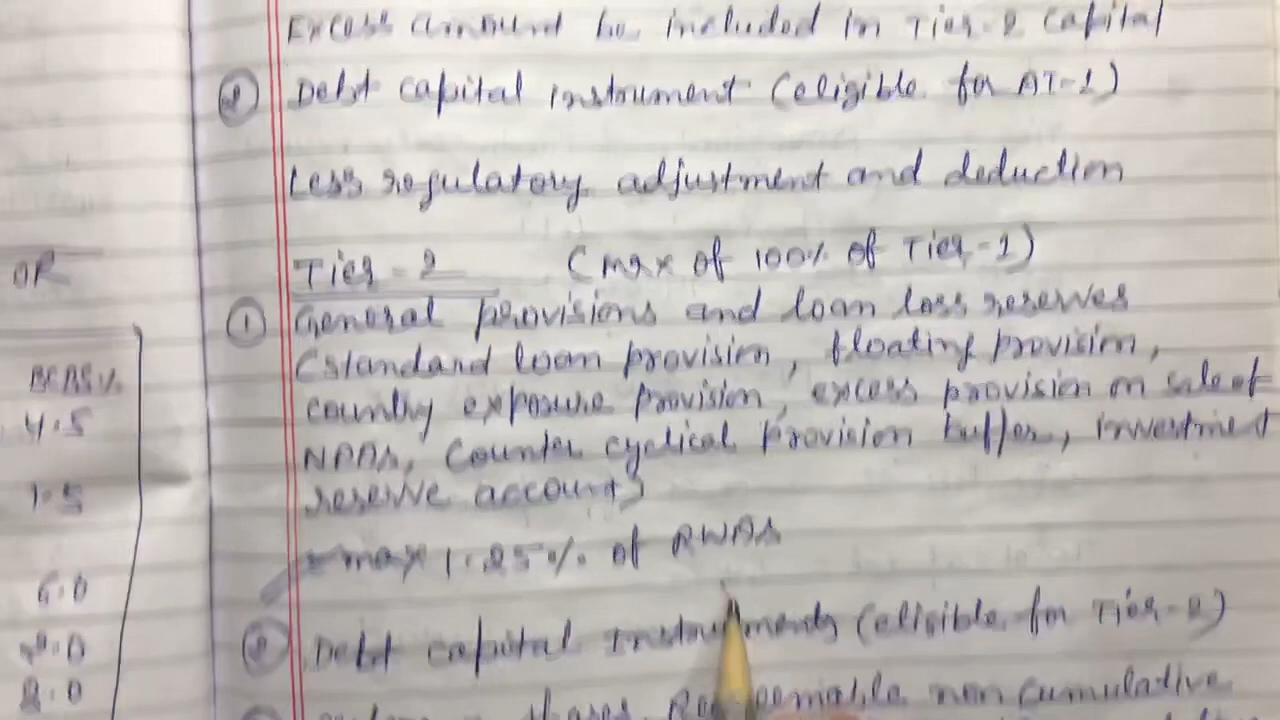 Excess amount be included in Tier-2 capital
② Debt capital instrument (eligible for AT-1)
Less regulatory adjustment and deduction
Tier-2 (max of 100% of Tier-1)
① General provisions and loan loss reserves
(standard loan provision, floating provision,
country exposure provision, excess provision on sale of
NPAs, Counter cyclical Provision buffer, investment
reserve account)
max 1.25% of RWAs
② Debt capital Instruments (eligible for Tier-2)
non cumulative
OR
BCBS%
4.5
1.5
6.0
2.0
8.0